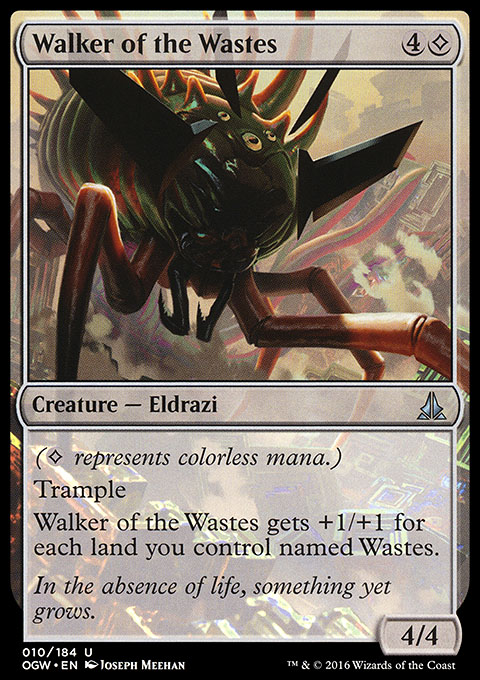 Walker of the Wastes 4
Creature — Eldrazi
( represents colorless mana.)
Trample
Walker of the Wastes gets +1/+1 for
each land you control named Wastes.
In the absence of life, something yet
grows.
4/4
010/184 U
OGW • EN Joseph Meehan
™ & © 2016 Wizards of the Coast